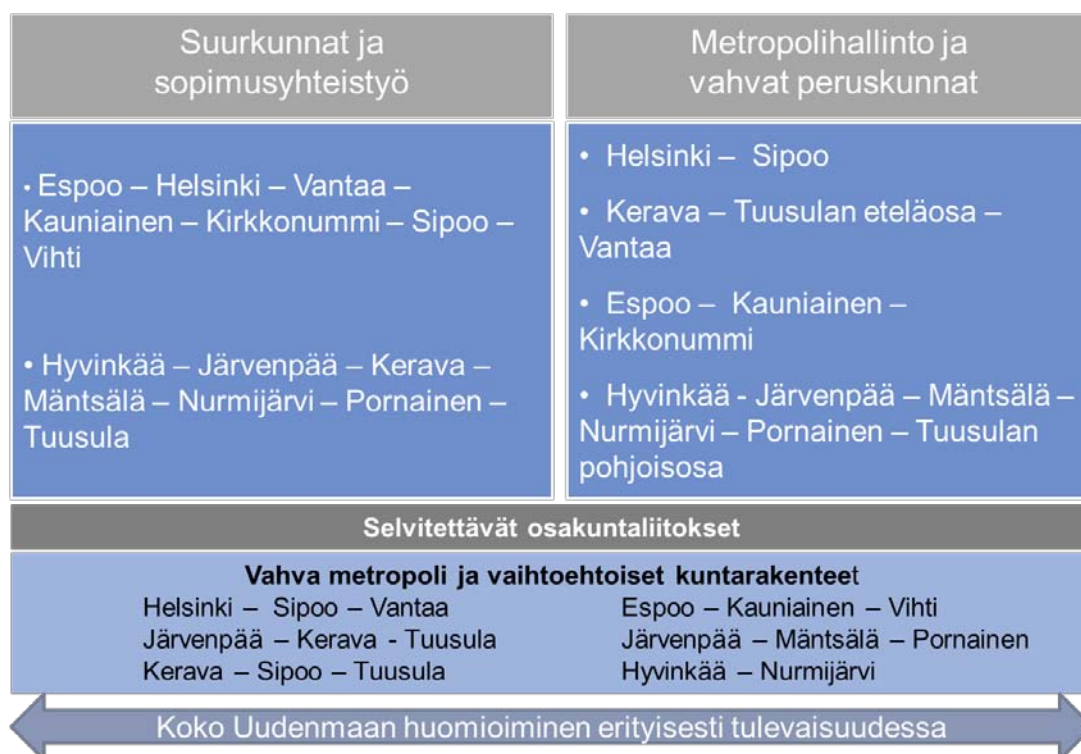 Suurkunnat ja
sopimusyhteistyö
• Espoo – Helsinki – Vantaa –
Kauniainen – Kirkkonummi – Sipoo –
Vihti
• Hyvinkää – Järvenpää – Kerava –
Mäntsälä – Nurmijärvi – Pornainen –
Tuusula
Metropolihallinto ja
vahvat peruskunnat
• Helsinki – Sipoo
• Kerava – Tuusulan eteläosa –
Vantaa
• Espoo – Kauniainen –
Kirkkonummi
• Hyvinkää - Järvenpää – Mäntsälä –
Nurmijärvi – Pornainen – Tuusulan
pohjoisosa
Selvitettävät osakuntaliitokset
Vahva metropoli ja vaihtoehtoiset kuntarakenteet
Helsinki – Sipoo – Vantaa
Järvenpää – Kerava - Tuusula
Kerava – Sipoo – Tuusula
Espoo – Kauniainen – Vihti
Järvenpää – Mäntsälä – Pornainen
Hyvinkää – Nurmijärvi
Koko Uudenmaan huomioiminen erityisesti tulevaisuudessa